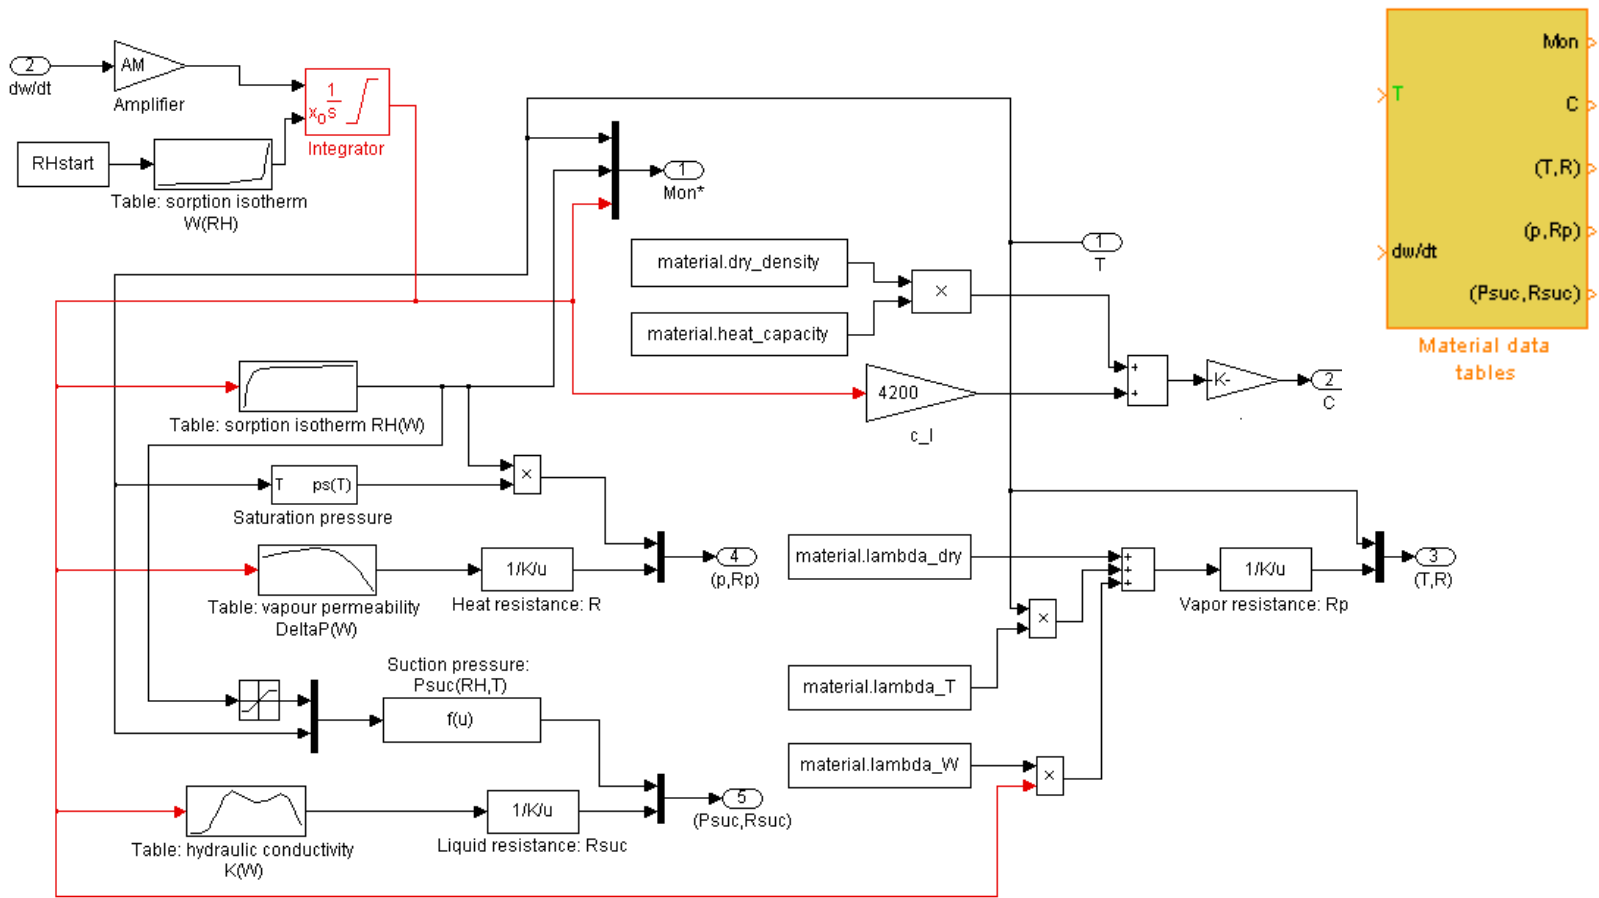 2
dw/dt
AM
Amplifier
1
s
x0
Integrator
RHstart
Table: sorption isotherm
W(RH)
1
Mon*
material.dry_density
×
material.heat_capacity
1
T
Mon
T
C
(T,R)
(p,Rp)
dw/dt
(Psuc,Rsuc)
Material data
tables
Table: sorption isotherm RH(W)
4200
c_l
+
+
-K-
2
C
T ps(T)
Saturation pressure
×
Table: vapour permeability
DeltaP(W)
1/K/u
Heat resistance: R
4
(p,Rp)
material.lambda_dry
+
+
+
1/K/u
Vapor resistance: Rp
3
(T,R)
×
material.lambda_T
Suction pressure:
Psuc(RH,T)
f(u)
material.lambda_W
×
Table: hydraulic conductivity
K(W)
1/K/u
Liquid resistance: Rsuc
5
(Psuc,Rsuc)